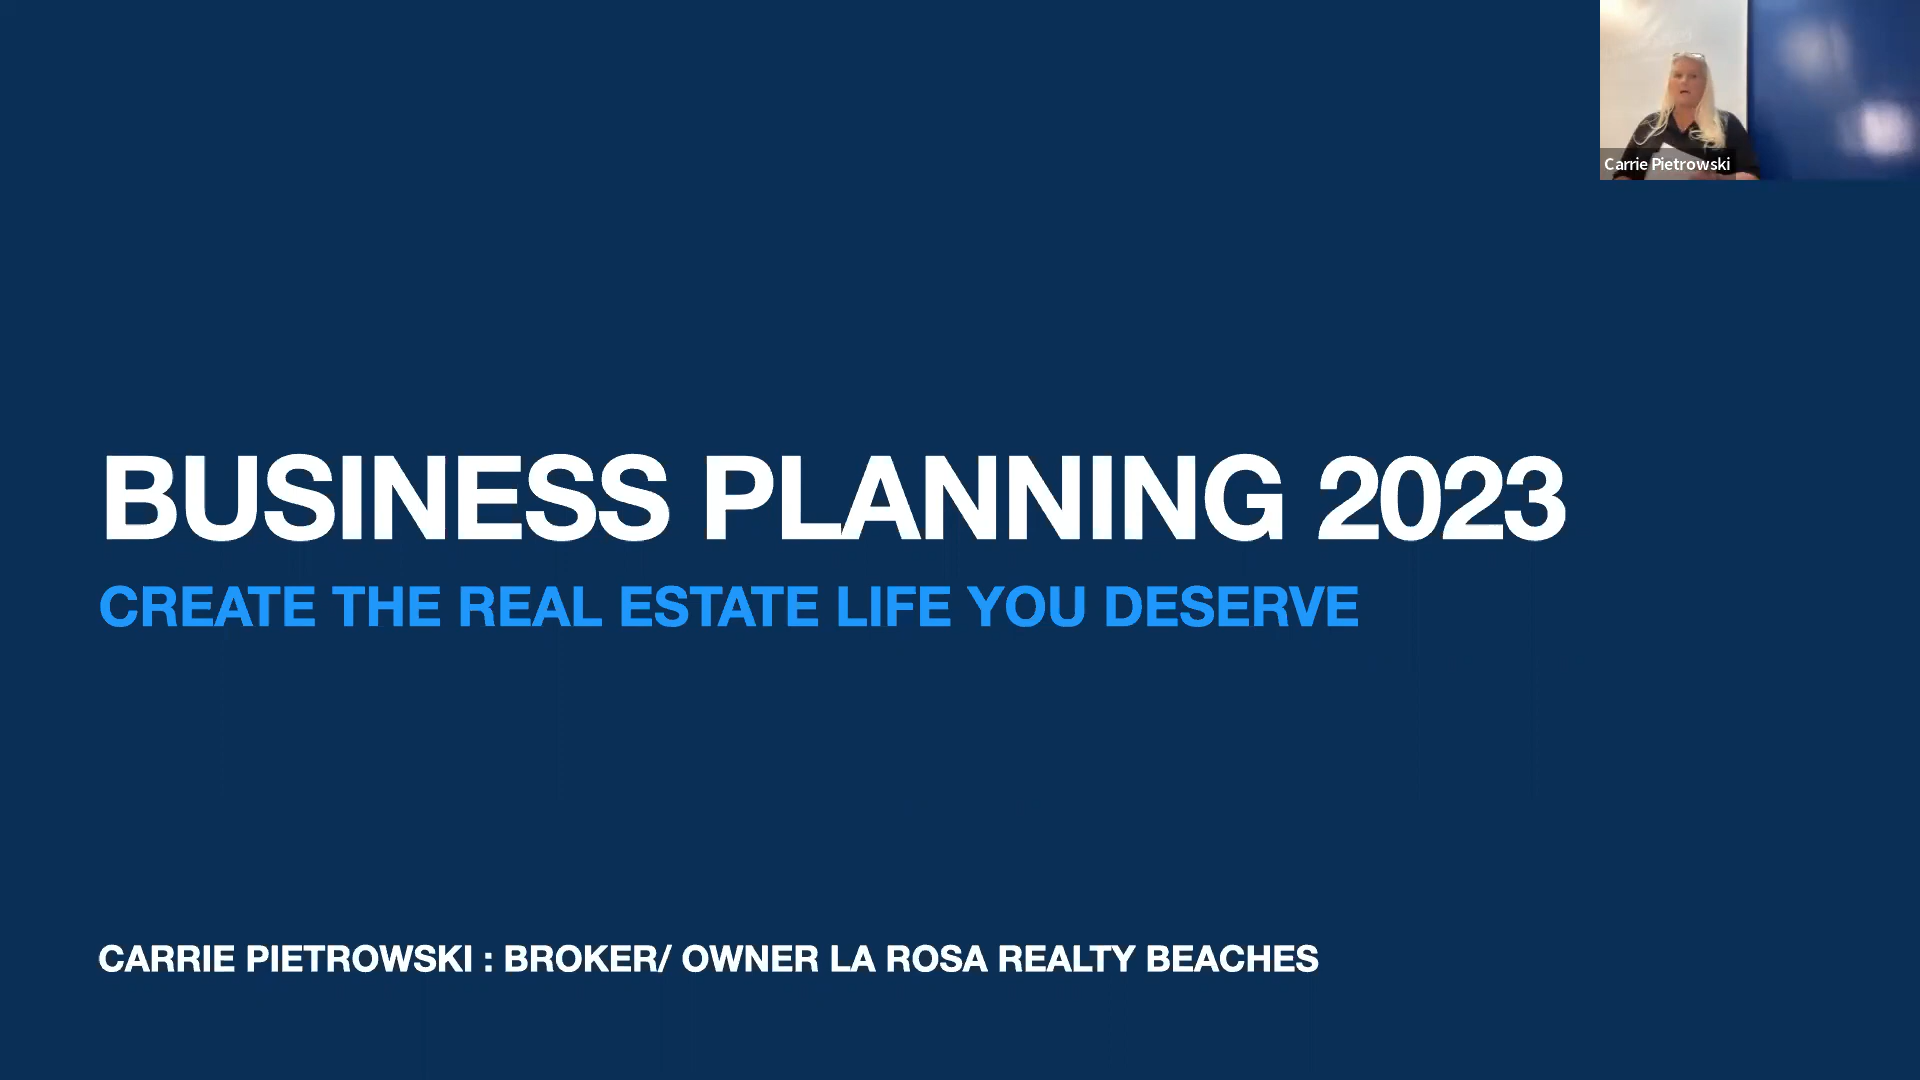 Carrie Pietrowski
BUSINESS PLANNING 2023
CREATE THE REAL ESTATE LIFE YOU DESERVE
CARRIE PIETROWSKI : BROKER/ OWNER LA ROSA REALTY BEACHES